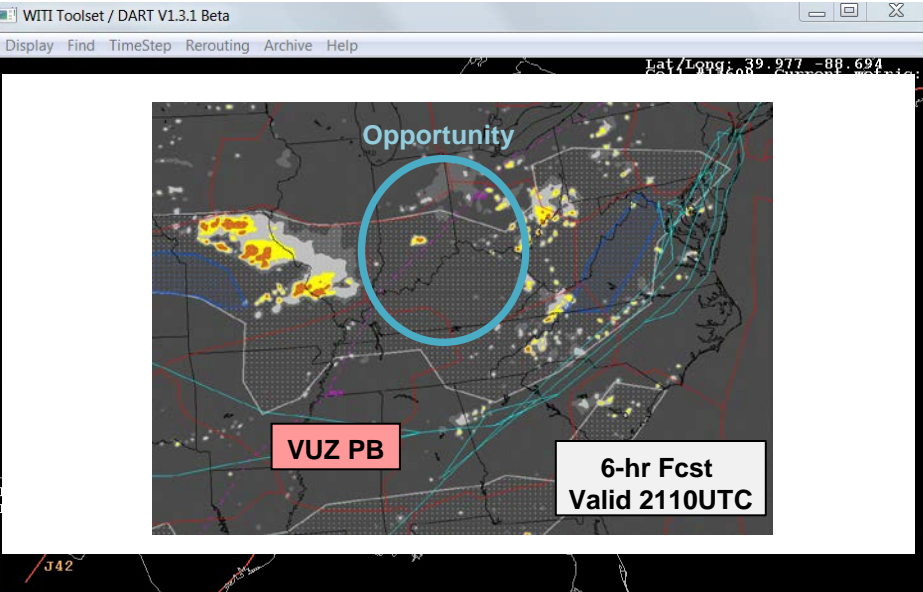 WITI Toolset / DART V1.3.1 Beta
Display Find TimeStep Rerouting Archive Help
Lat/Long: 39.977 -88.694
Opportunity
VUZ PB
6-hr Fcst
Valid 2110UTC
J42